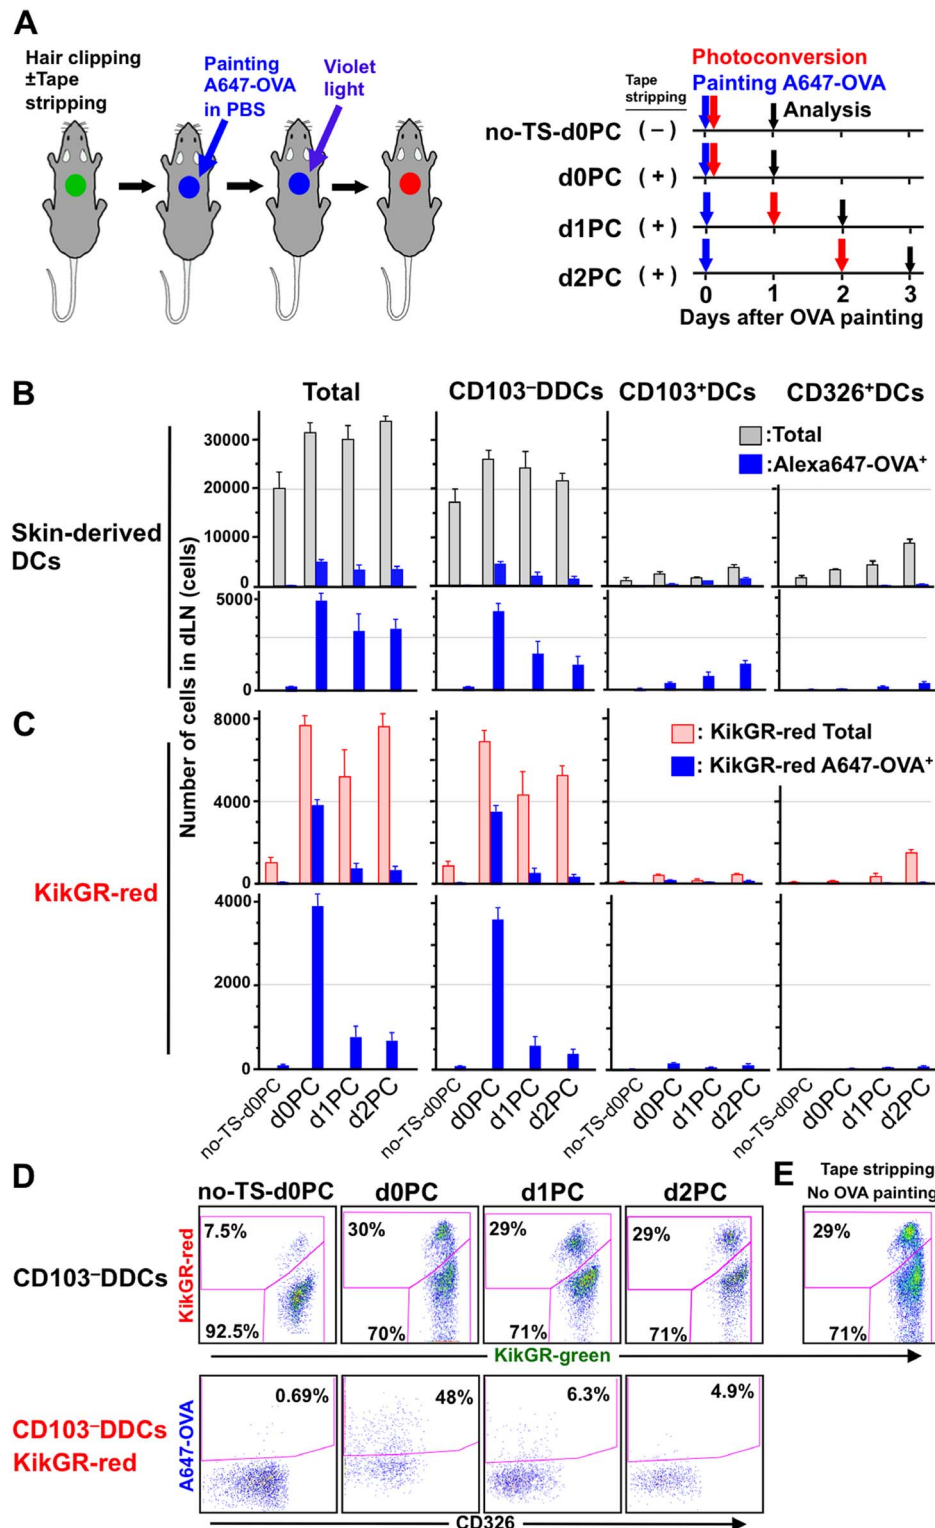 A
Hair clipping
±Tape
stripping
Painting
A647-OVA
in PBS
Violet
light
Photoconversion
Painting A647-OVA
Analysis
Tape
stripping
no-TS-d0PC (−)
d0PC (+)
d1PC (+)
d2PC (+)
0 1 2 3
Days after OVA painting
B
Total CD103⁻DDCs CD103⁺DCs CD326⁺DCs
:Total
:Alexa647-OVA⁺
Skin-derived
DCs
Number of cells in dLN (cells)
30000
20000
10000
0
5000
0
C
: KikGR-red Total
: KikGR-red A647-OVA⁺
KikGR-red
8000
4000
0
4000
2000
0
no-TS-d0PC d0PC d1PC d2PC no-TS-d0PC d0PC d1PC d2PC no-TS-d0PC d0PC d1PC d2PC no-TS-d0PC d0PC d1PC d2PC
D
no-TS-d0PC d0PC d1PC d2PC
E
Tape stripping
No OVA painting
CD103⁻DDCs
KikGR-red
7.5% 30% 29% 29% 29%
92.5% 70% 71% 71% 71%
KikGR-green
CD103⁻DDCs
KikGR-red
A647-OVA
0.69% 48% 6.3% 4.9%
CD326